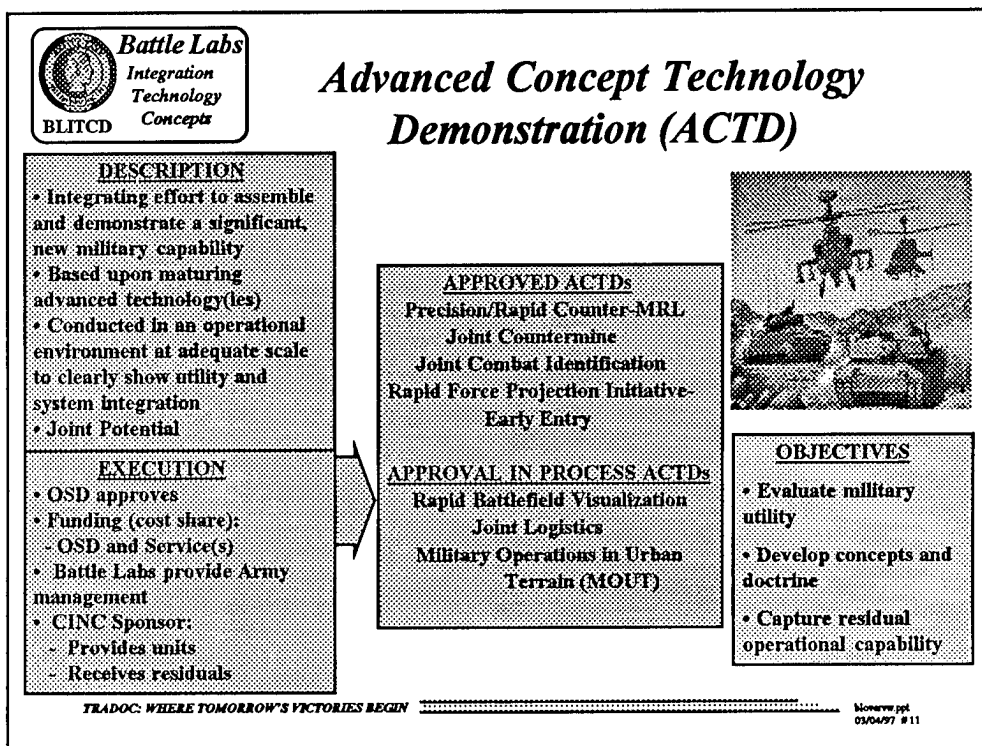 Battle Labs
Integration
Technology
Concepts
BLITCD
Advanced Concept Technology
Demonstration (ACTD)
DESCRIPTION
• Integrating effort to assemble
and demonstrate a significant,
new military capability
• Based upon maturing
advanced technology(ies)
• Conducted in an operational
environment at adequate scale
to clearly show utility and
system integration
• Joint Potential
EXECUTION
• OSD approves
• Funding (cost share):
- OSD and Service(s)
• Battle Labs provide Army
management
• CINC Sponsor:
- Provides units
- Receives residuals
APPROVED ACTDs
Precision/Rapid Counter-MRL
Joint Countermine
Joint Combat Identification
Rapid Force Projection Initiative-
Early Entry
APPROVAL IN PROCESS ACTDs
Rapid Battlefield Visualization
Joint Logistics
Military Operations in Urban
Terrain (MOUT)
OBJECTIVES
• Evaluate military
utility
• Develop concepts and
doctrine
• Capture residual
operational capability
TRADOC: WHERE TOMORROW'S VICTORIES BEGIN
03/04/97 #11